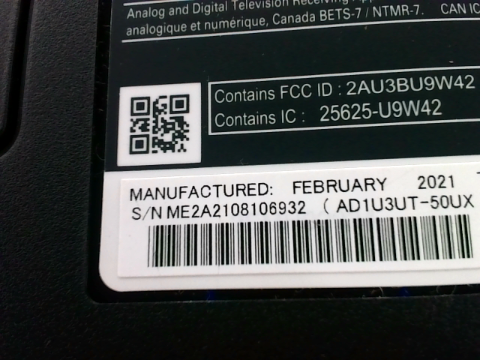 Analog and Digital Television Receiving
analogique et numérique, Canada BETS-7 / NTMR-7. CAN IC
Contains FCC ID : 2AU3BU9W42
Contains IC : 25625-U9W42
MANUFACTURED: FEBRUARY 2021
S/N ME2A2108106932 ( AD1U3UT-50UX